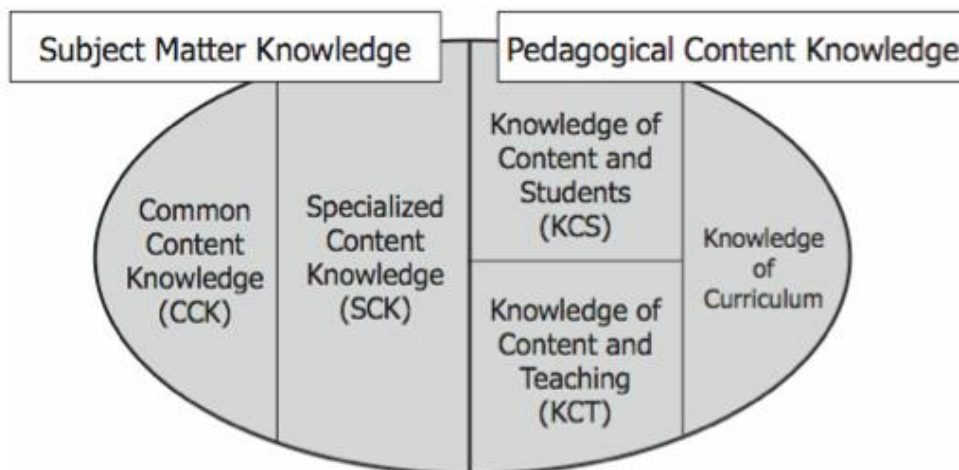 Subject Matter Knowledge
Pedagogical Content Knowledge
Common
Content
Knowledge
(CCK)
Specialized
Content
Knowledge
(SCK)
Knowledge of
Content and
Students
(KCS)
Knowledge of
Content and
Teaching
(KCT)
Knowledge
of
Curriculum